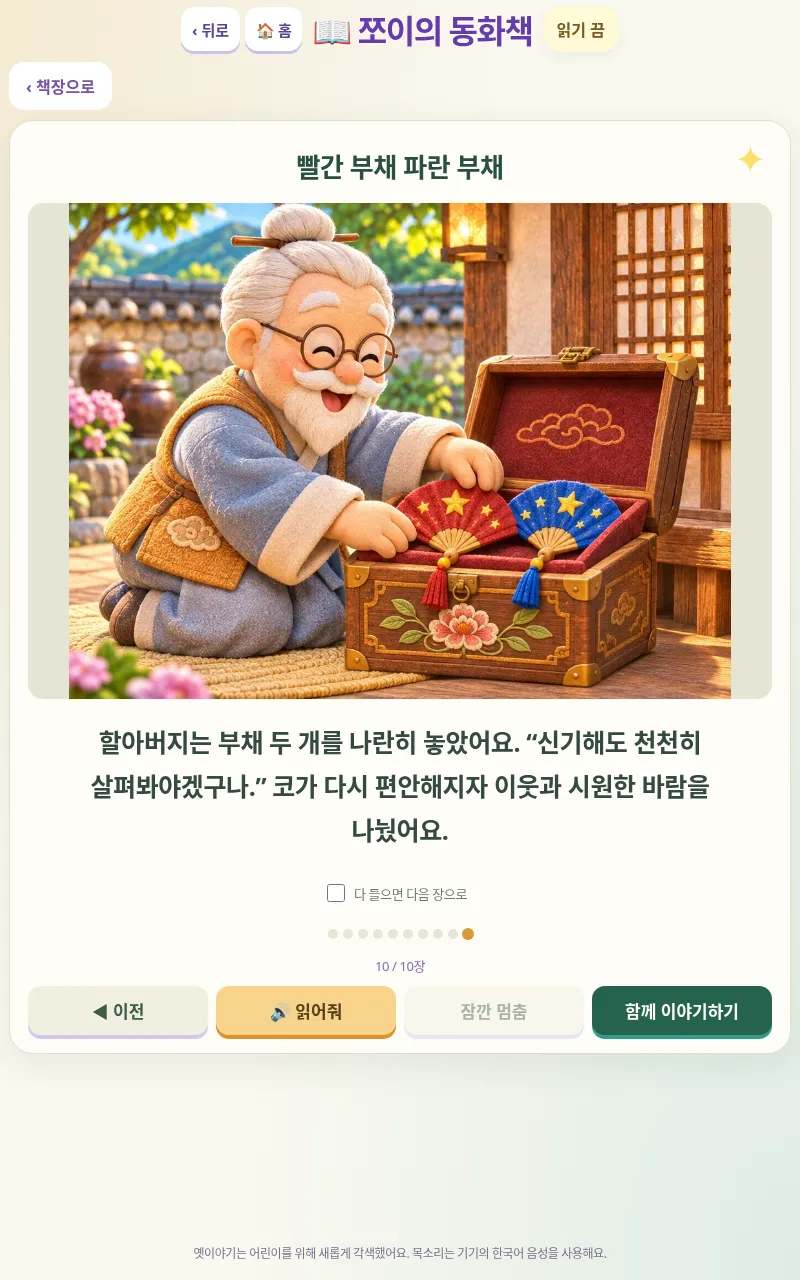 ‹ 뒤로
🏠 홈
📖 쪼이의 동화책
읽기 끔
‹ 책장으로
빨간 부채 파란 부채
할아버지는 부채 두 개를 나란히 놓았어요. “신기해도 천천히
살펴봐야겠구나.” 코가 다시 편안해지자 이웃과 시원한 바람을
나눴어요.
다 들으면 다음 장으로
10 / 10장
◀ 이전
🔊 읽어줘
잠깐 멈춤
함께 이야기하기
옛이야기는 어린이를 위해 새롭게 각색했어요. 목소리는 기기의 한국어 음성을 사용해요.